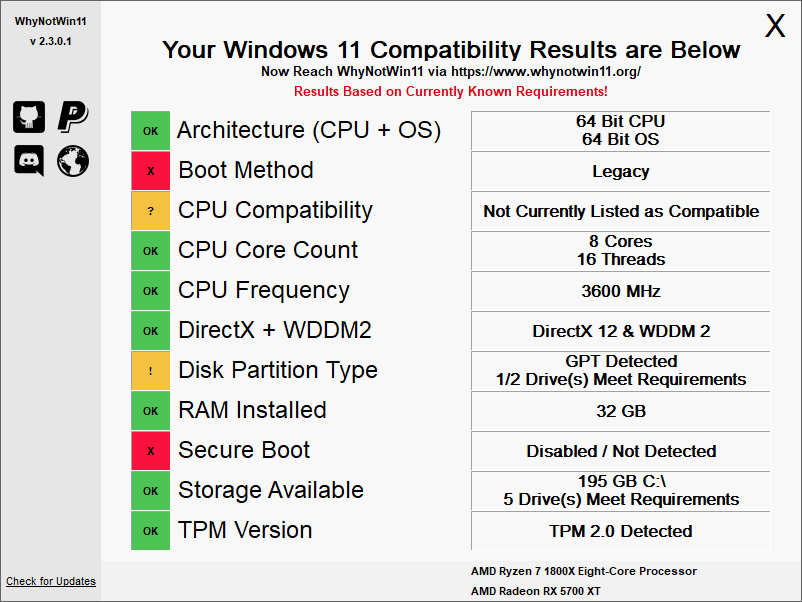 WhyNotWin11
v 2.3.0.1
X
Your Windows 11 Compatibility Results are Below
Now Reach WhyNotWin11 via https://www.whynotwin11.org/
Results Based on Currently Known Requirements!
OK Architecture (CPU + OS)
64 Bit CPU
64 Bit OS
X Boot Method
Legacy
? CPU Compatibility
Not Currently Listed as Compatible
OK CPU Core Count
8 Cores
16 Threads
OK CPU Frequency
3600 MHz
OK DirectX + WDDM2
DirectX 12 & WDDM 2
! Disk Partition Type
GPT Detected
1/2 Drive(s) Meet Requirements
OK RAM Installed
32 GB
X Secure Boot
Disabled / Not Detected
OK Storage Available
195 GB C:\
5 Drive(s) Meet Requirements
OK TPM Version
TPM 2.0 Detected
Check for Updates
AMD Ryzen 7 1800X Eight-Core Processor
AMD Radeon RX 5700 XT